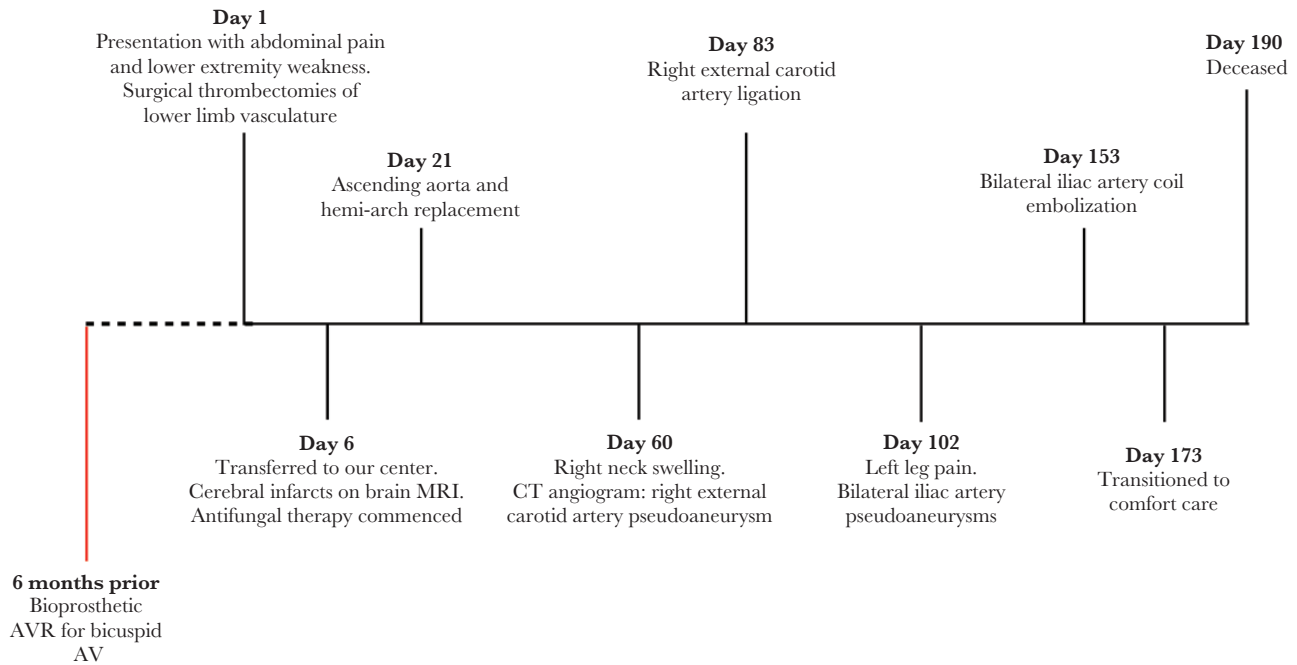 Day 1
Presentation with abdominal pain
and lower extremity weakness.
Surgical thrombectomies of
lower limb vasculature
Day 21
Ascending aorta and
hemi-arch replacement
Day 83
Right external carotid
artery ligation
Day 153
Bilateral iliac artery coil
embolization
Day 190
Deceased
6 months prior
Bioprosthetic
AVR for bicuspid
AV
Day 6
Transferred to our center.
Cerebral infarcts on brain MRI.
Antifungal therapy commenced
Day 60
Right neck swelling.
CT angiogram: right external
carotid artery pseudoaneurysm
Day 102
Left leg pain.
Bilateral iliac artery
pseudoaneurysms
Day 173
Transitioned to
comfort care